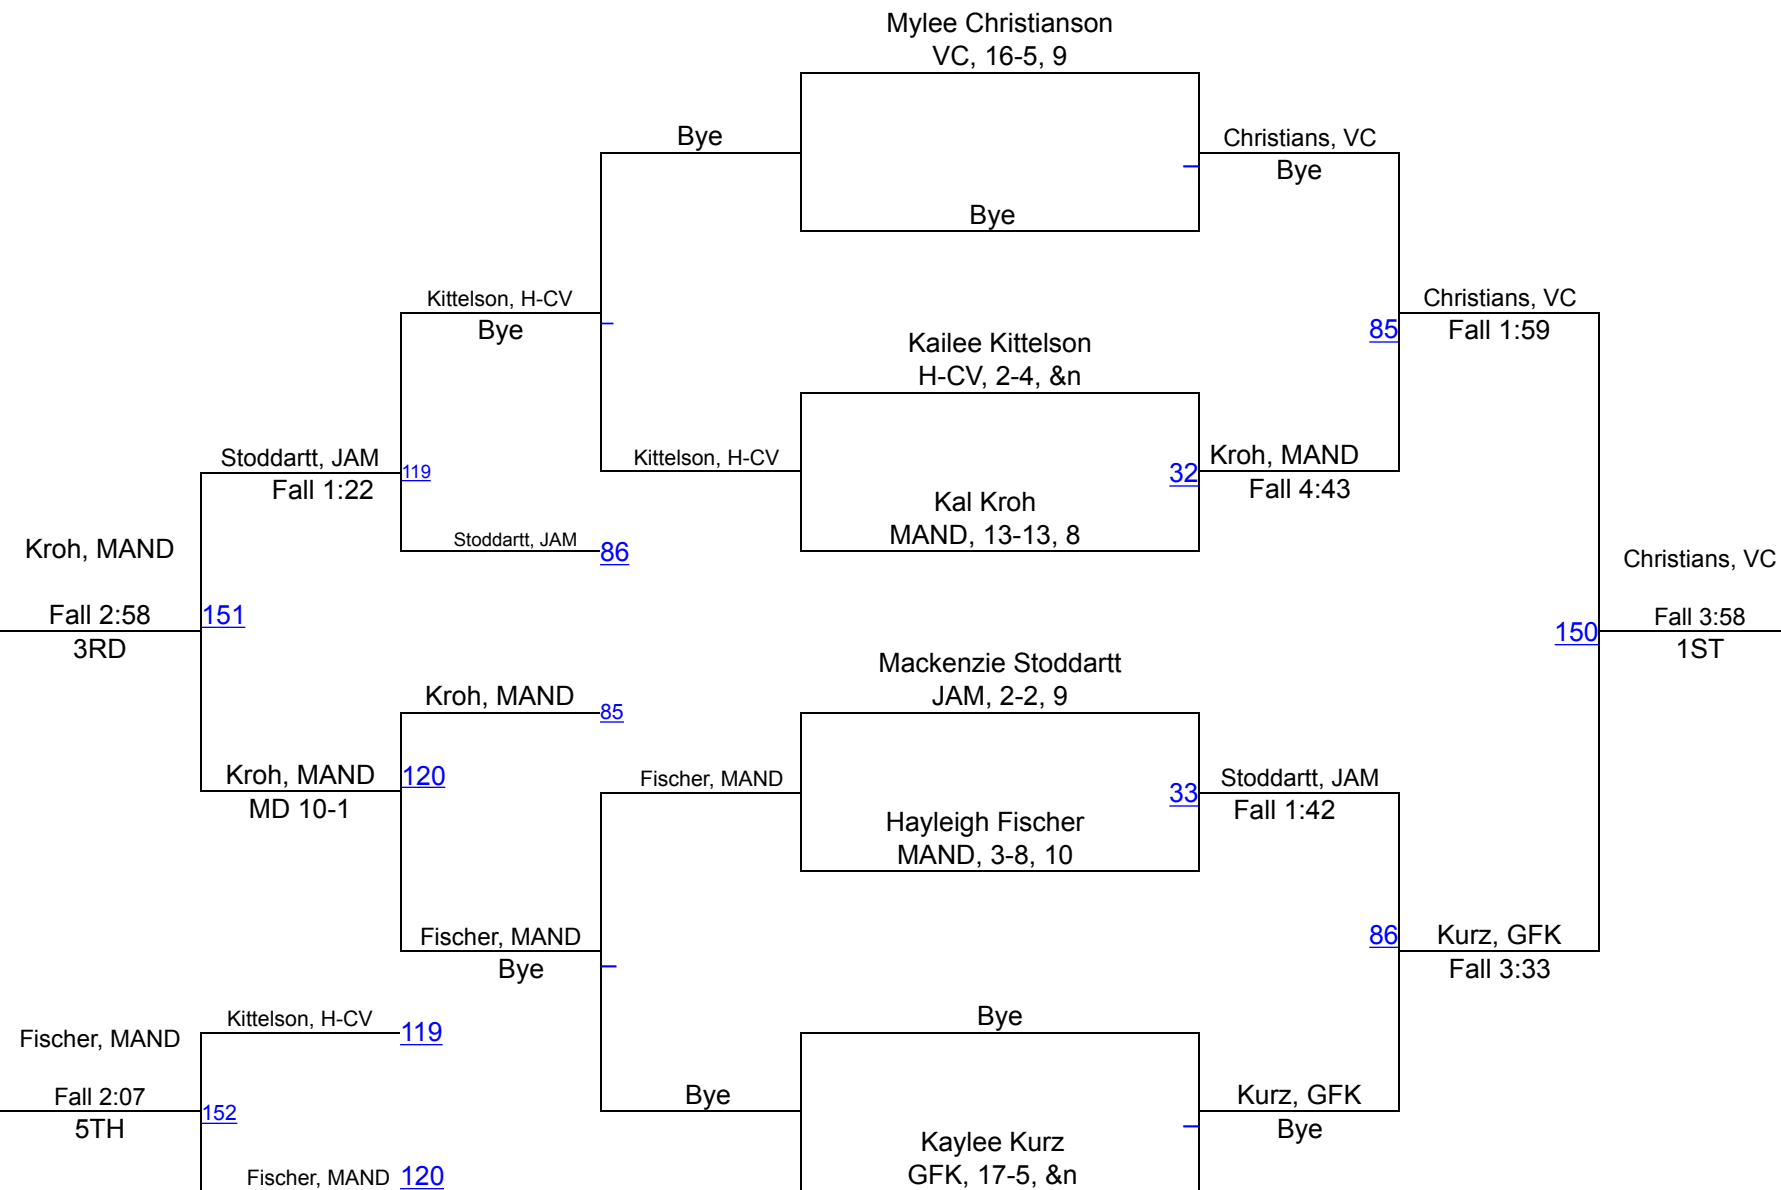 Mylee Christianson
VC, 16-5, 9
Bye
Christians, VC
Bye
Bye
Kittelson, H-CV
Bye
Christians, VC
85
Fall 1:59
Kailee Kittelson
H-CV, 2-4, &n
Stoddartt, JAM
119
Fall 1:22
Kittelson, H-CV
32
Kroh, MAND
Fall 4:43
Kal Kroh
MAND, 13-13, 8
Stoddartt, JAM
86
Kroh, MAND
Fall 2:58
3RD
151
Christians, VC
Fall 3:58
1ST
150
Mackenzie Stoddartt
JAM, 2-2, 9
Kroh, MAND
85
Kroh, MAND
120
MD 10-1
Fischer, MAND
33
Stoddartt, JAM
Fall 1:42
Hayleigh Fischer
MAND, 3-8, 10
Fischer, MAND
Bye
86
Kurz, GFK
Fall 3:33
Bye
Kittelson, H-CV
119
Fischer, MAND
Fall 2:07
5TH
152
Bye
Kurz, GFK
Bye
Kaylee Kurz
GFK, 17-5, &n
Fischer, MAND
120